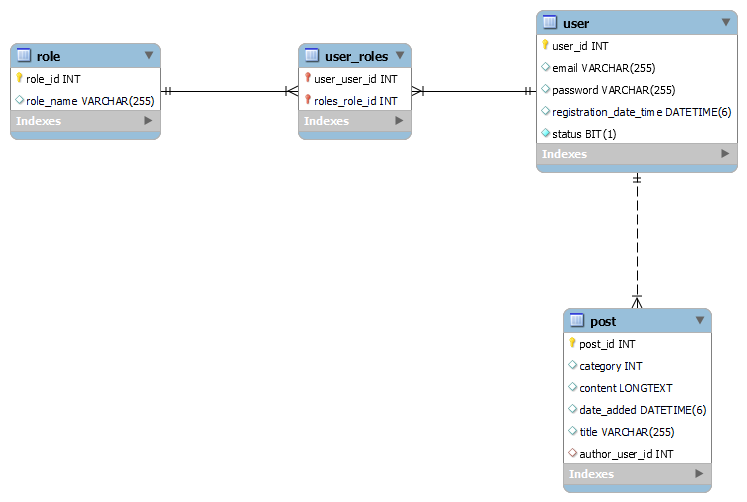 role
role_id INT
role_name VARCHAR(255)
Indexes
user_roles
user_user_id INT
roles_role_id INT
Indexes
user
user_id INT
email VARCHAR(255)
password VARCHAR(255)
registration_date_time DATETIME(6)
status BIT(1)
Indexes
post
post_id INT
category INT
content LONGTEXT
date_added DATETIME(6)
title VARCHAR(255)
author_user_id INT
Indexes